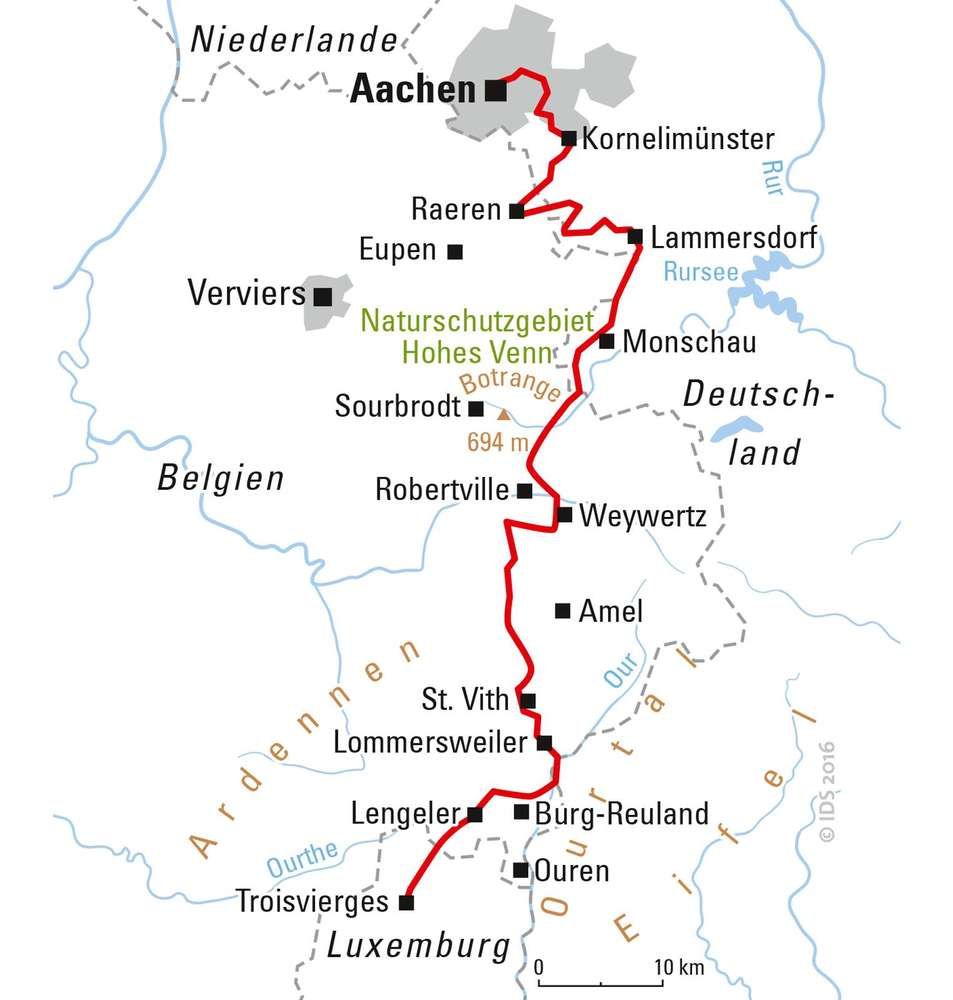 Niederlande
Aachen
Kornelimünster
Rur
Raeren
Eupen
Lammersdorf
Rursee
Verviers
Naturschutzgebiet
Hohes Venn
Monschau
Botrange
Deutsch-
land
Sourbrodt
694 m
Belgien
Robertville
Weywertz
Amel
Our
Ardennen
St. Vith
Lommersweiler
Ourtal
Eifel
© IDS 2016
Lengeler
Burg-Reuland
Ourthe
Ouren
Troisvierges
Luxemburg
0 10 km